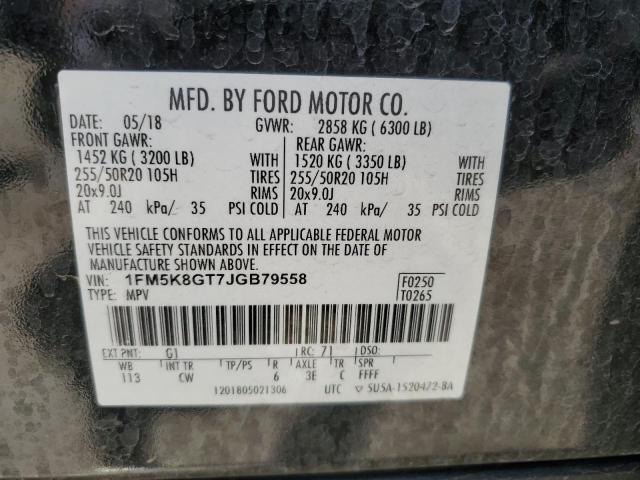 MFD. BY FORD MOTOR CO.
DATE: 05/18 GVWR: 2858 KG ( 6300 LB)
FRONT GAWR: REAR GAWR:
1452 KG ( 3200 LB) WITH 1520 KG ( 3350 LB) WITH
255/50R20 105H TIRES 255/50R20 105H TIRES
20x9.0J RIMS 20x9.0J RIMS
AT 240 kPa/ 35 PSI COLD AT 240 kPa/ 35 PSI COLD
THIS VEHICLE CONFORMS TO ALL APPLICABLE FEDERAL MOTOR
VEHICLE SAFETY STANDARDS IN EFFECT ON THE DATE OF
MANUFACTURE SHOWN ABOVE.
VIN: 1FM5K8GT7JGB79558 F0250
TYPE: MPV T0265
EXT PNT: G1 RC: 71 DSO:
WB INT TR TP/PS R AXLE TR SPR
113 CW 6 3E C FFFF
1201805021306 UTC ▽ SU5A-1520472-BA